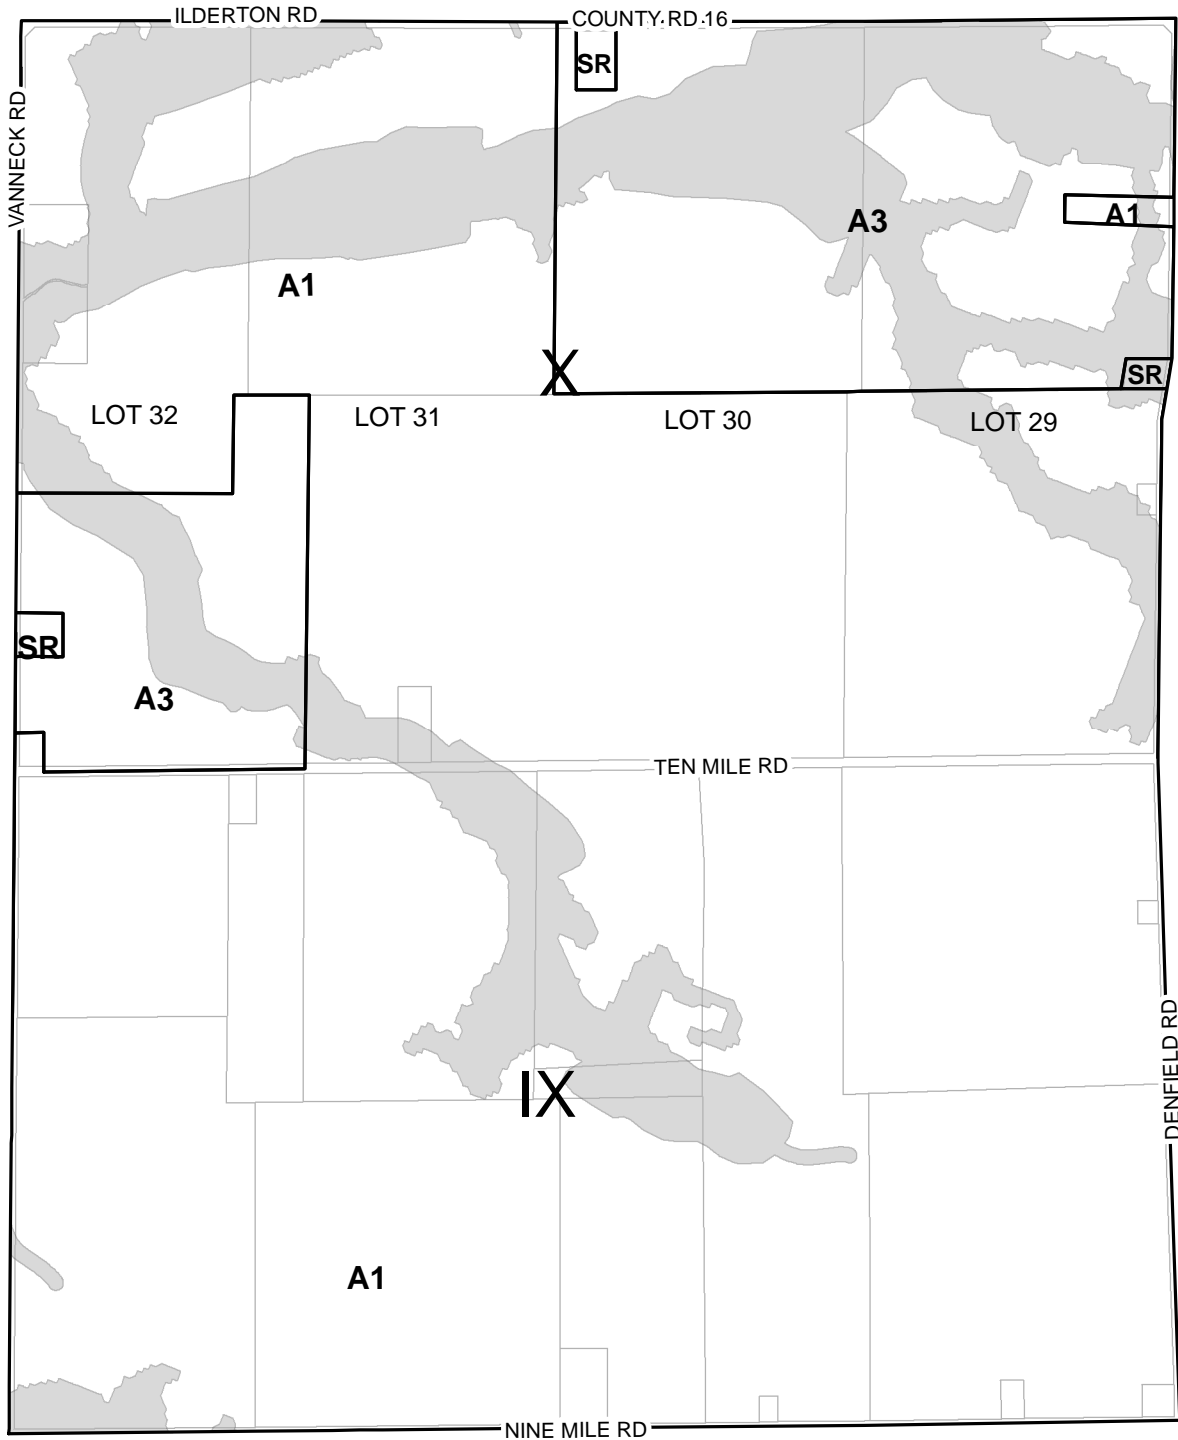 ILDERTON RD
COUNTY RD 16
SR
VANNECK RD
A3
A1
A1
X
SR
LOT 32
LOT 31
LOT 30
LOT 29
SR
A3
TEN MILE RD
DENFIELD RD
IX
A1
NINE MILE RD